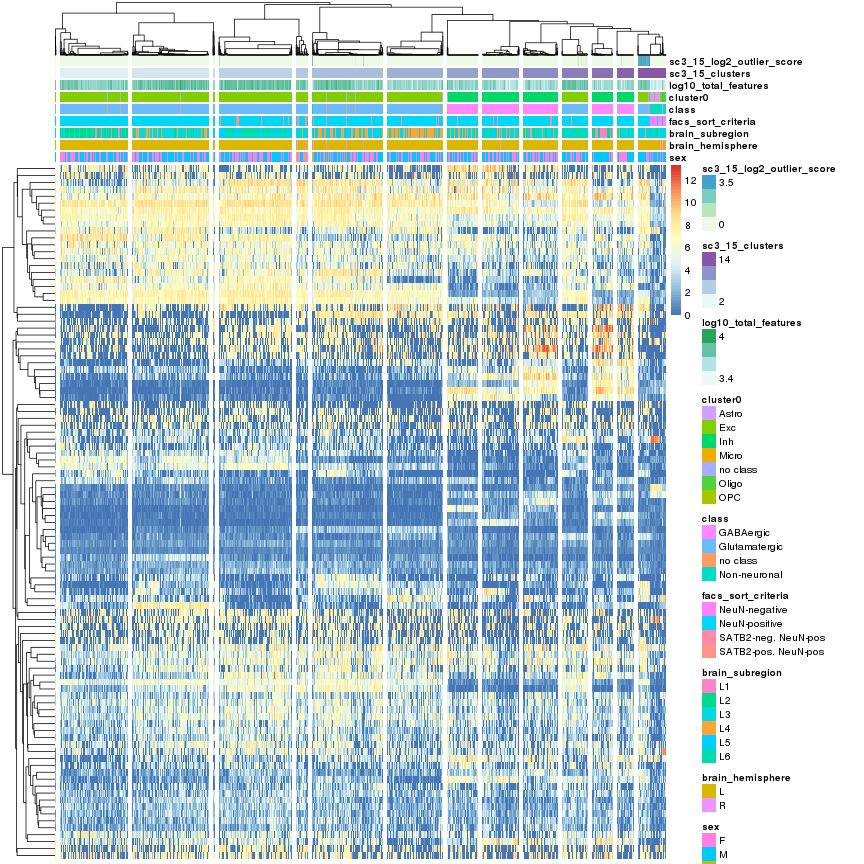 sc3_15_log2_outlier_score
sc3_15_clusters
log10_total_features
cluster0
class
facs_sort_criteria
brain_subregion
brain_hemisphere
sex
12
10
8
6
4
2
0
sc3_15_log2_outlier_score
3.5
0
sc3_15_clusters
14
2
log10_total_features
4
3.4
cluster0
Astro
Exc
Inh
Micro
no class
Oligo
OPC
class
GABAergic
Glutamatergic
no class
Non-neuronal
facs_sort_criteria
NeuN-negative
NeuN-positive
SATB2-neg. NeuN-pos
SATB2-pos. NeuN-pos
brain_subregion
L1
L2
L3
L4
L5
L6
brain_hemisphere
L
R
sex
F
M